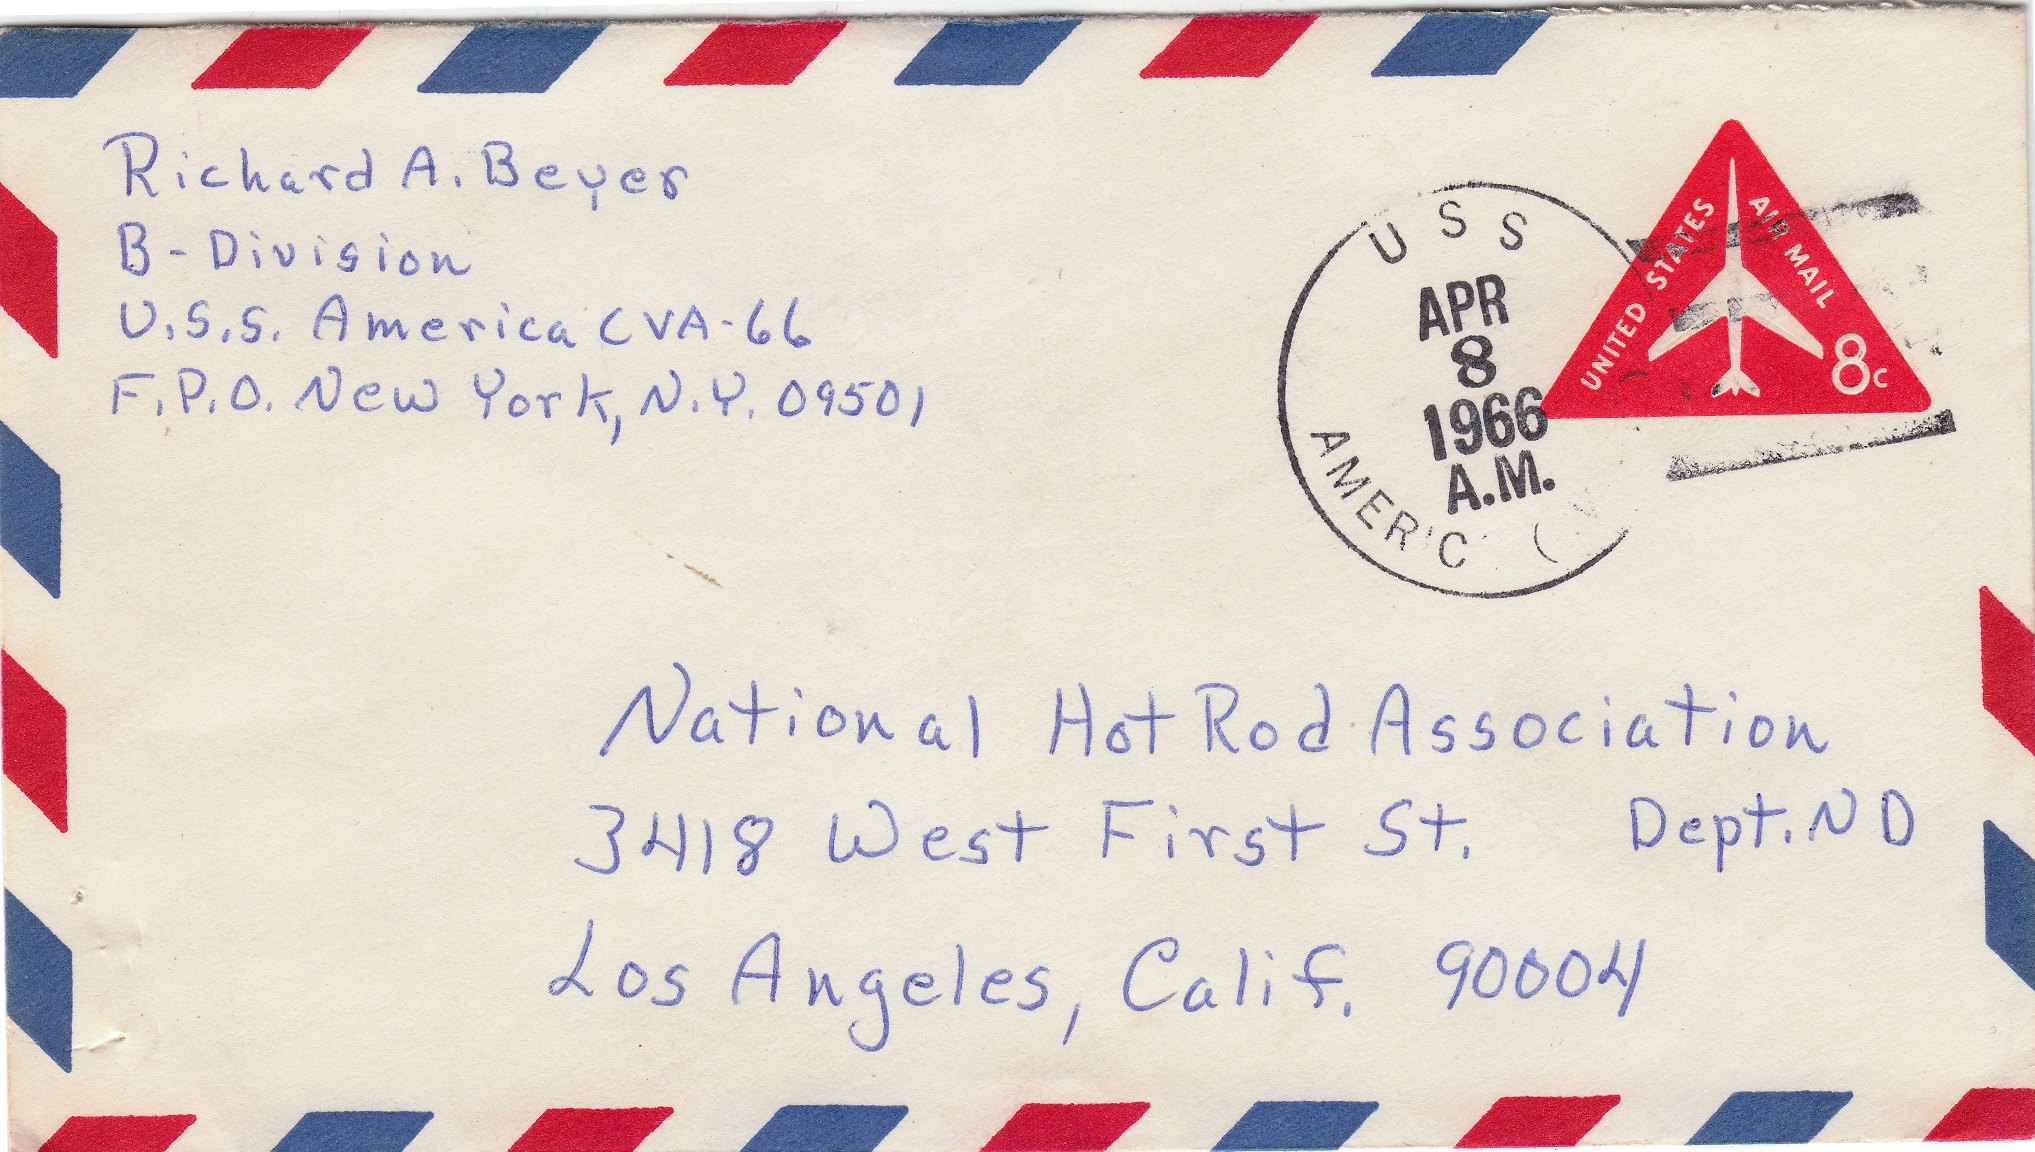 Richard A. Beyer
B-Division
U.S.S. America CVA-66
F.P.O. New York, N.Y. 09501
USS
APR
8
1966
A.M.
UNITED STATES AIR MAIL
8c
National Hot Rod Association
3418 West First St. Dept. ND
Los Angeles, Calif. 90004